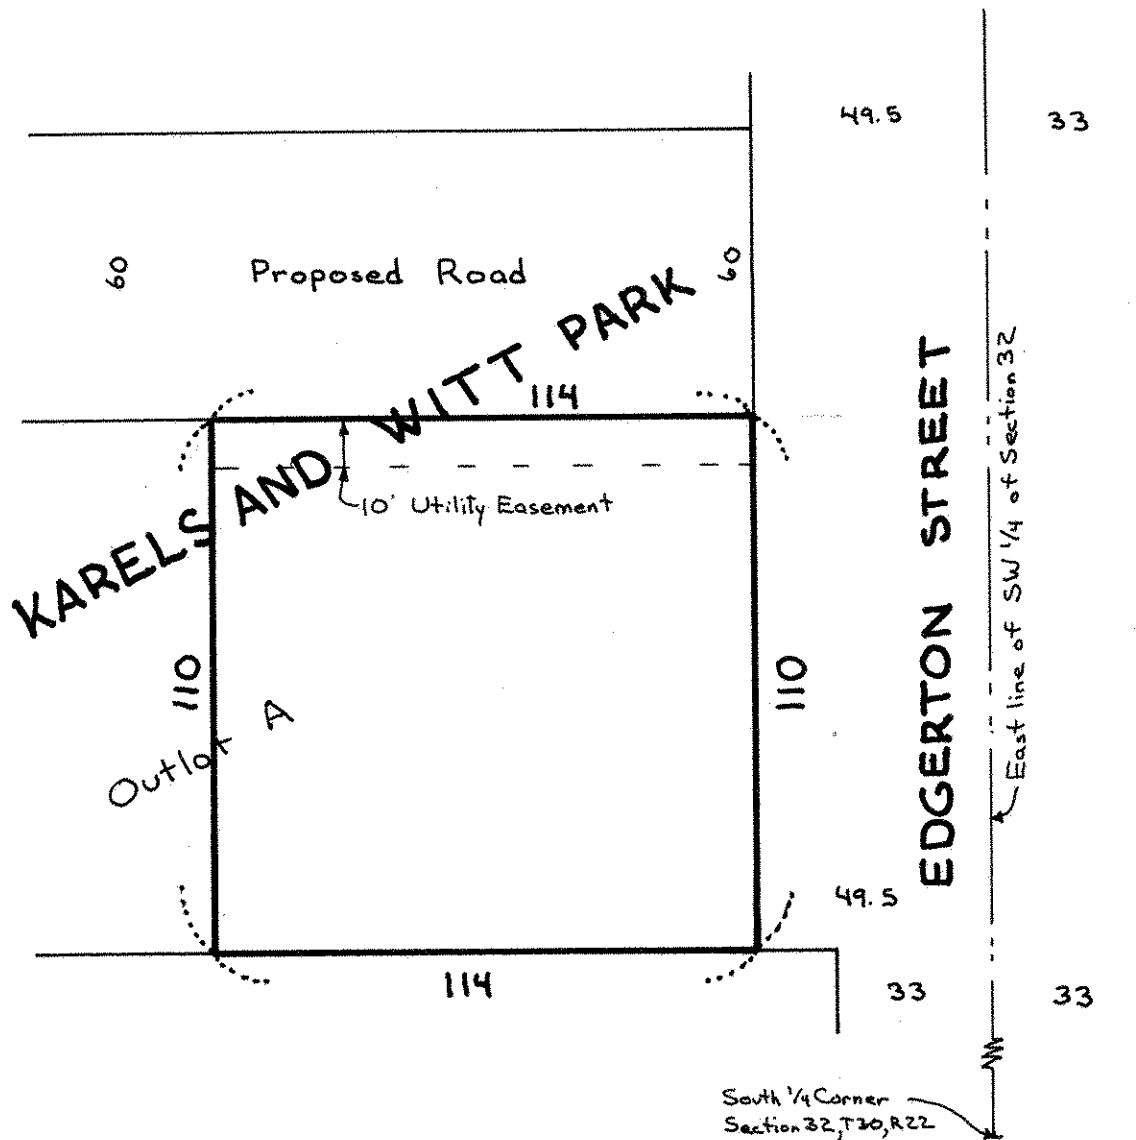 49.5
33
60
Proposed Road
60
KARELS AND WITT PARK
114
10' Utility Easement
110
110
Outlot A
EDGERTON STREET
East line of SW 1/4 of Section 32
49.5
114
33
33
South 1/4 Corner
Section 32, T30, R22